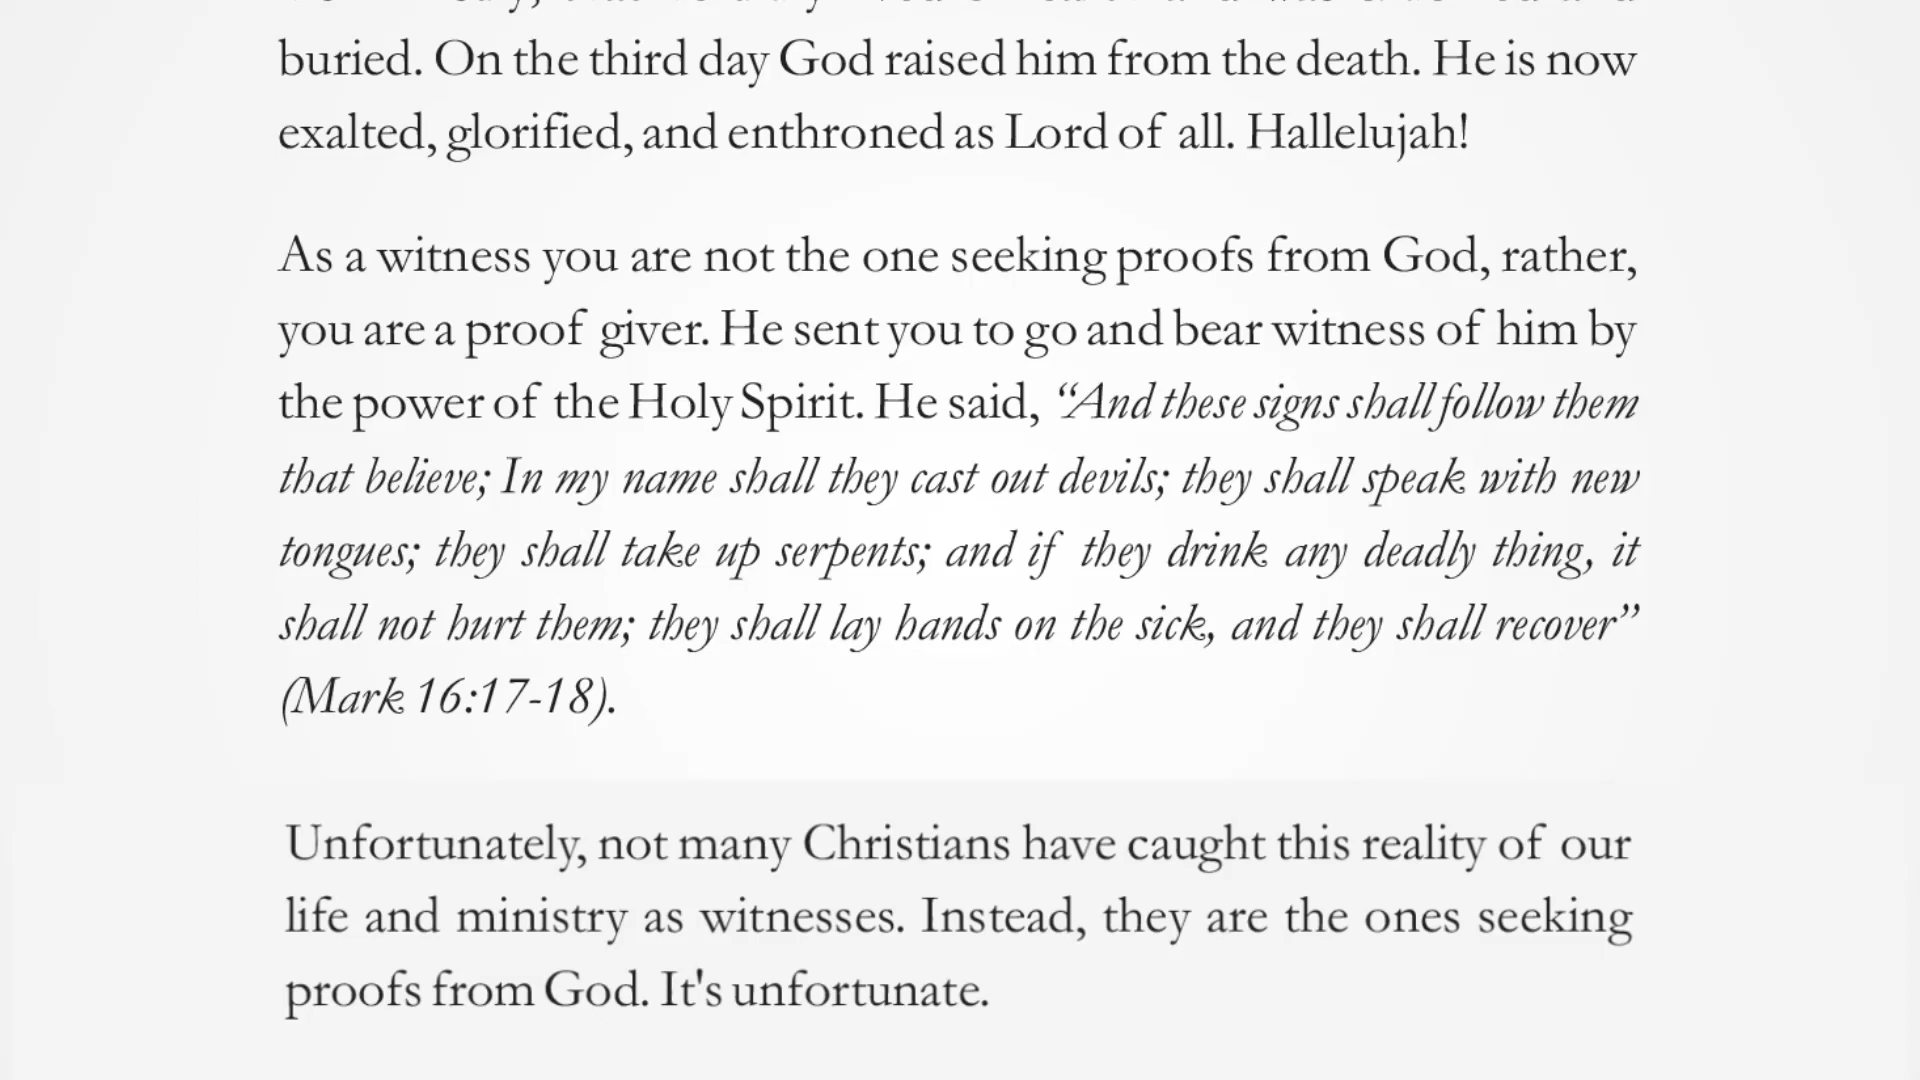 buried. On the third day God raised him from the death. He is now
exalted, glorified, and enthroned as Lord of all. Hallelujah!
As a witness you are not the one seeking proofs from God, rather,
you are a proof giver. He sent you to go and bear witness of him by
the power of the Holy Spirit. He said, “And these signs shall follow them
that believe; In my name shall they cast out devils; they shall speak with new
tongues; they shall take up serpents; and if they drink any deadly thing, it
shall not hurt them; they shall lay hands on the sick, and they shall recover”
(Mark 16:17-18).
Unfortunately, not many Christians have caught this reality of our
life and ministry as witnesses. Instead, they are the ones seeking
proofs from God. It's unfortunate.